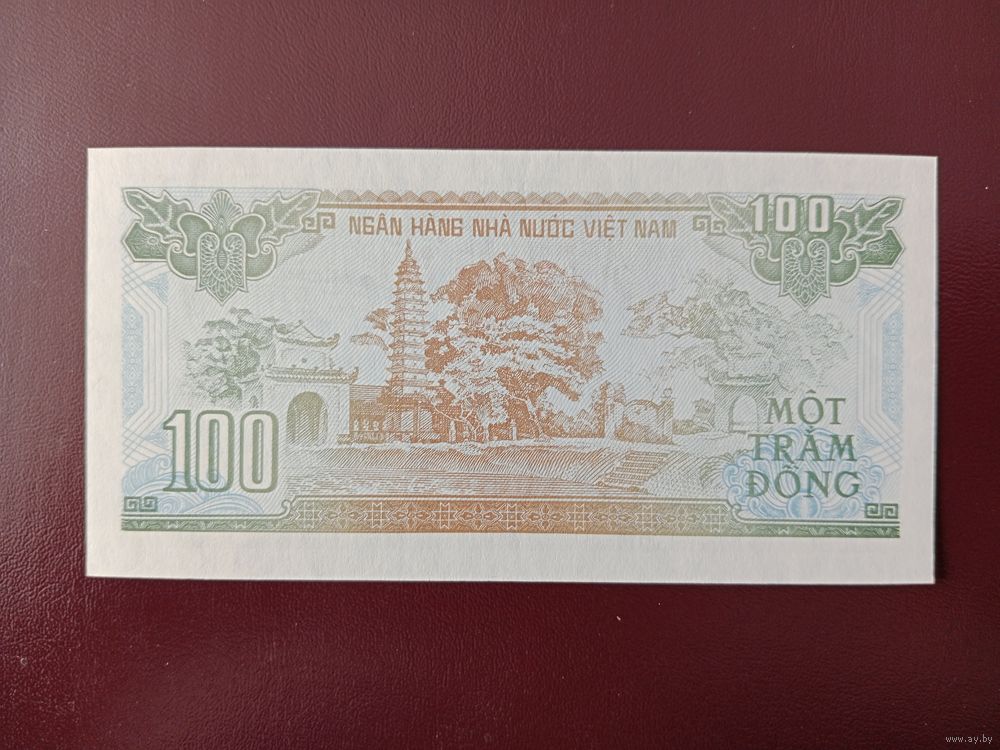 NGÂN HÀNG NHÀ NƯỚC VIỆT NAM
100
100
MỘT
TRĂM
ĐỒNG
www.ay.by